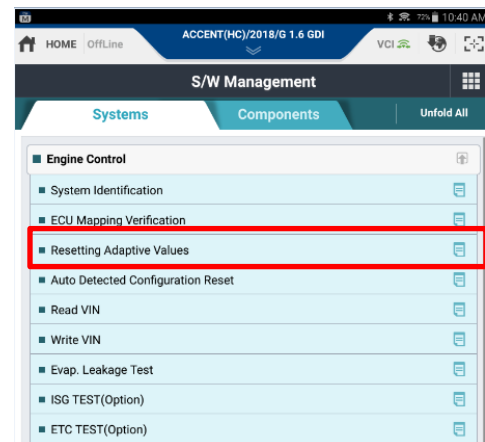 72% 10:40 AM
HOME OffLine ACCENT(HC)/2018/G 1.6 GDI VCI
S/W Management
Systems Components Unfold All
Engine Control
System Identification
ECU Mapping Verification
Resetting Adaptive Values
Auto Detected Configuration Reset
Read VIN
Write VIN
Evap. Leakage Test
ISG TEST(Option)
ETC TEST(Option)